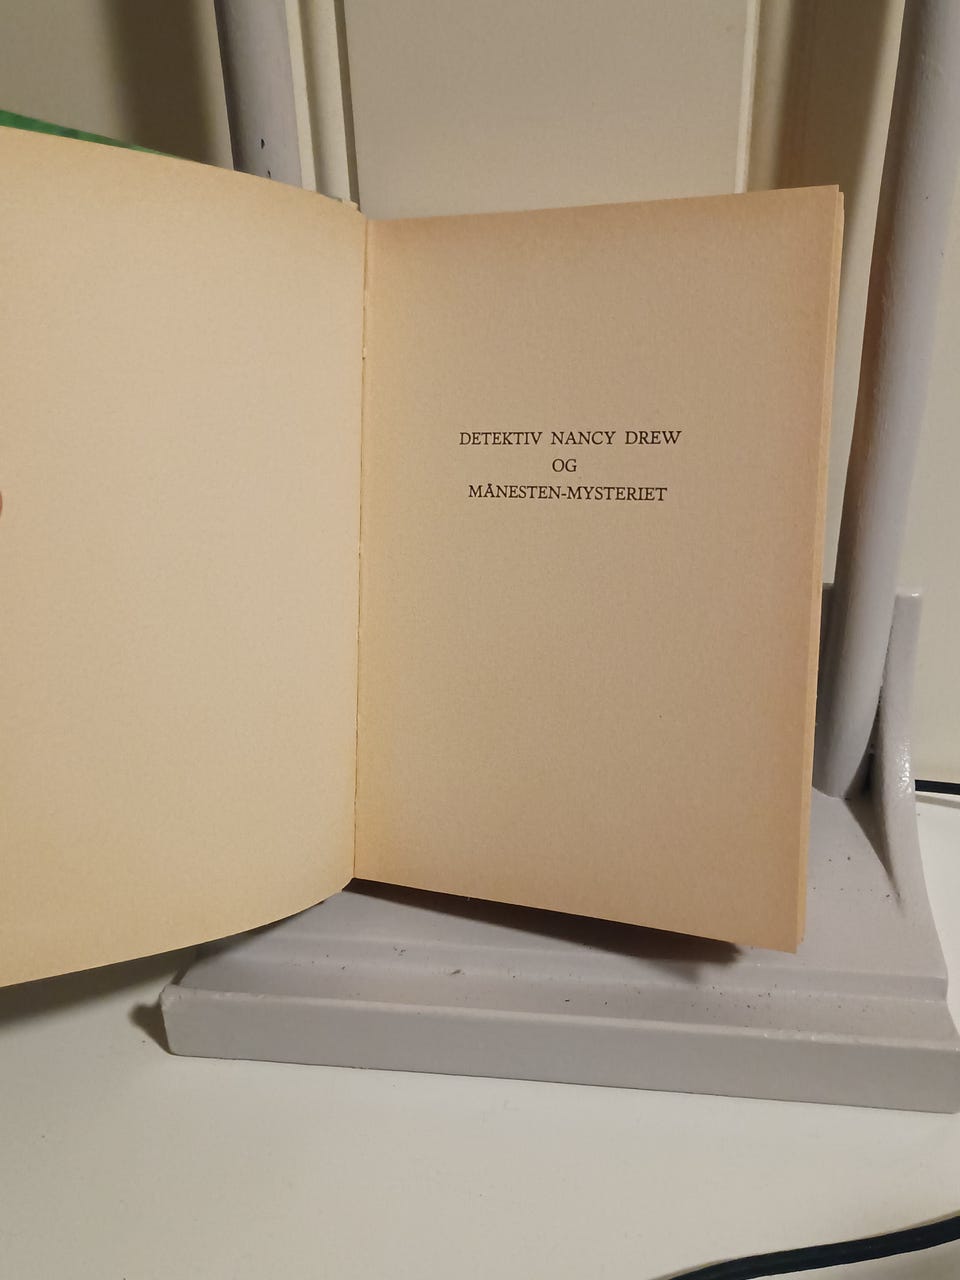 DETEKTIV NANCY DREW
OG
MÅNESTEN-MYSTERIET